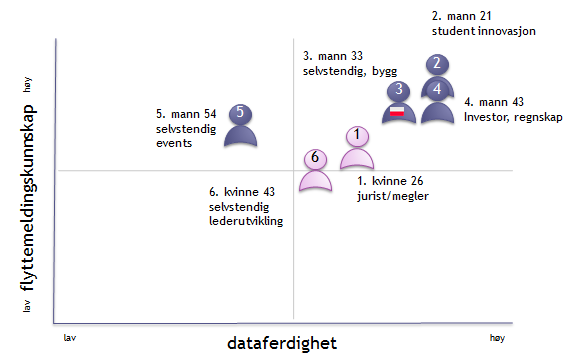 2. mann 21
student innovasjon
3. mann 33
selvstendig, bygg
2
3
4
4. mann 43
Investor, regnskap
5. mann 54
selvstendig
events
5
1
6
1. kvinne 26
jurist/megler
6. kvinne 43
selvstendig
lederutvikling
høy
flyttemeldingskunnskap
lav
lav
dataferdighet
høy